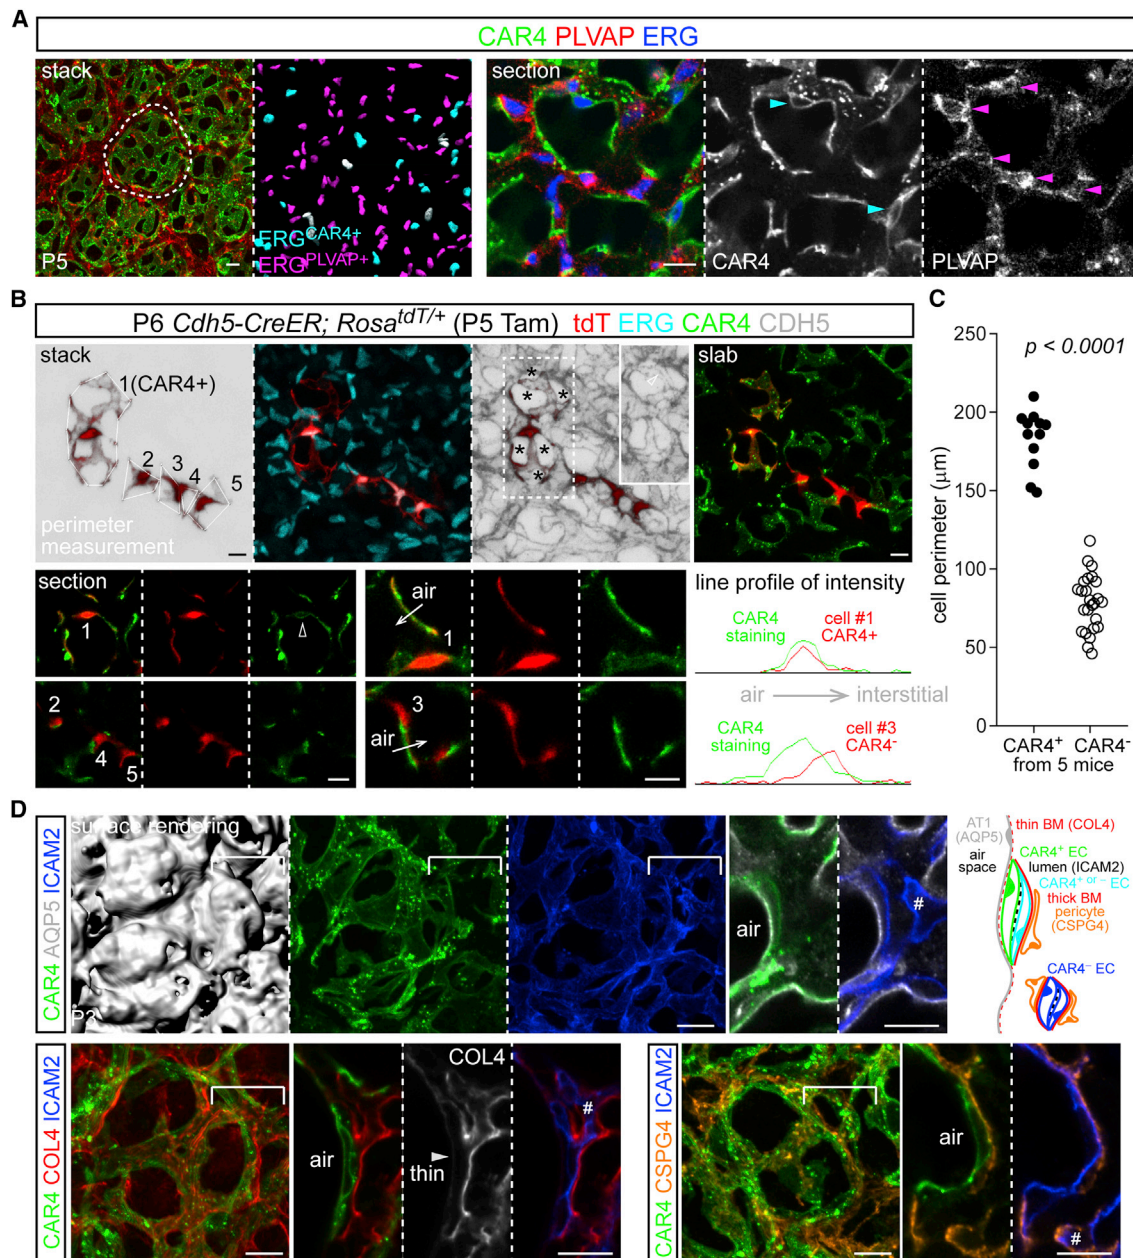 A
CAR4 PLVAP ERG
stack
P5
ERGCAR4+
ERGPLVAP+
section
CAR4
PLVAP
B
P6 Cdh5-CreER; RosatdT/+ (P5 Tam) tdT ERG CAR4 CDH5
stack
1(CAR4+)
2
3
4
5
perimeter
measurement
*
* *
* *
*
slab
section
1
air
1
2
4
5
3
air
line profile of intensity
CAR4
staining
cell #1
CAR4+
air
interstitial
CAR4
staining
cell #3
CAR4-
C
p < 0.0001
cell perimeter (μm)
250
200
150
100
50
0
CAR4+ CAR4-
from 5 mice
D
CAR4 AQP5 ICAM2
surface rendering
air
#
AT1
(AQP5)
thin BM (COL4)
air
space
CAR4+ EC
lumen (ICAM2)
CAR4+ or – EC
thick BM
pericyte
(CSPG4)
CAR4– EC
CAR4 COL4 ICAM2
air
COL4
thin
#
CAR4 CSPG4 ICAM2
air
#